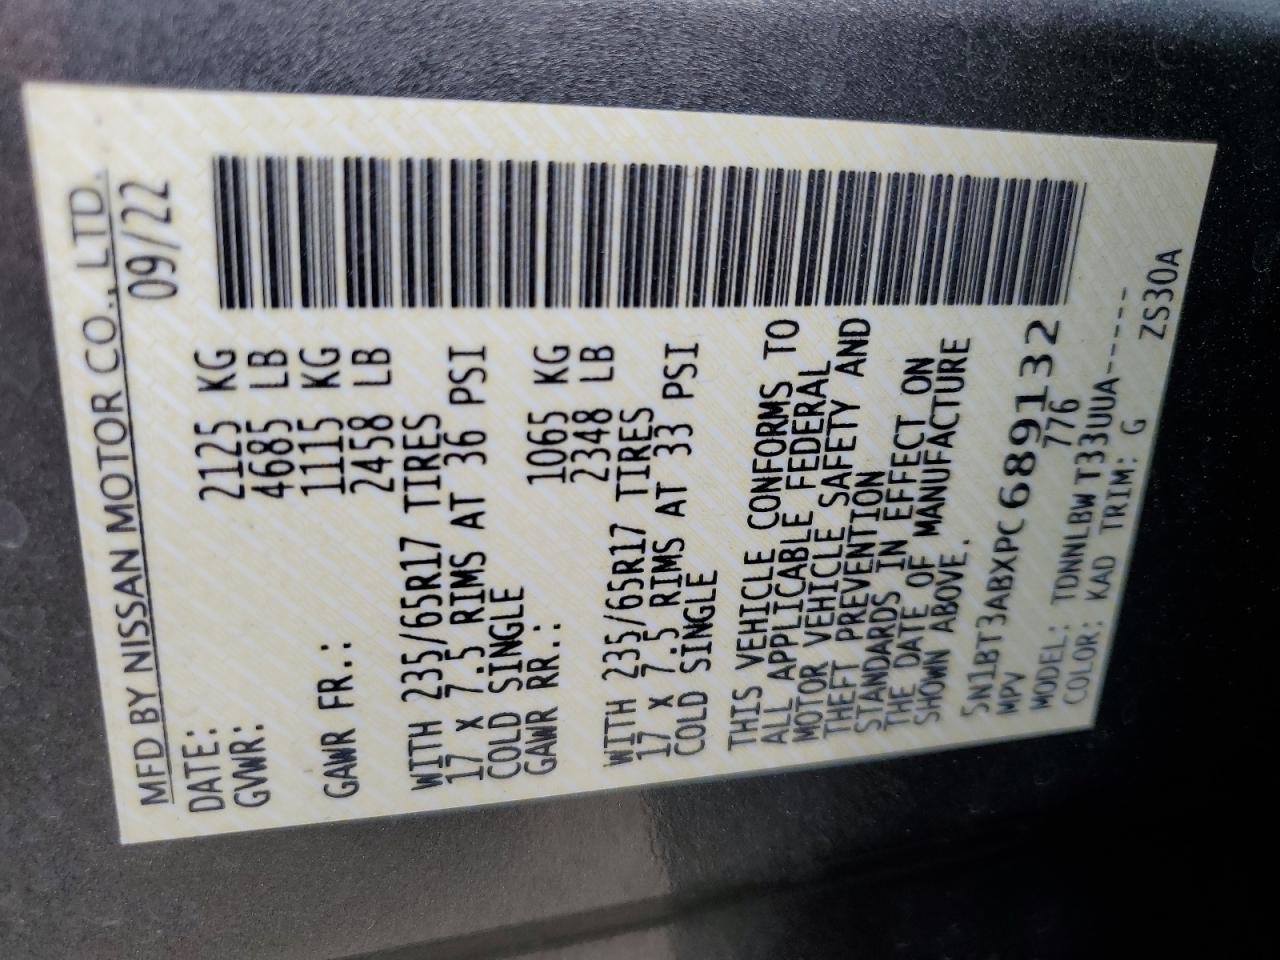 MFD BY NISSAN MOTOR CO., LTD.
DATE: 09/22
GVWR: 2125 KG
4685 LB
GAWR FR.: 1115 KG
2458 LB
WITH 235/65R17 TIRES
17 x 7.5 RIMS AT 36 PSI
COLD SINGLE
GAWR RR.: 1065 KG
2348 LB
WITH 235/65R17 TIRES
17 x 7.5 RIMS AT 33 PSI
COLD SINGLE
THIS VEHICLE CONFORMS TO
ALL APPLICABLE FEDERAL
MOTOR VEHICLE SAFETY AND
THEFT PREVENTION
STANDARDS IN EFFECT ON
THE DATE OF MANUFACTURE
SHOWN ABOVE.
5N1BT3ABXPC689132
MPV 776
MODEL: TDNNLBWT33UUA-----
COLOR: KAD TRIM: G
ZS30A